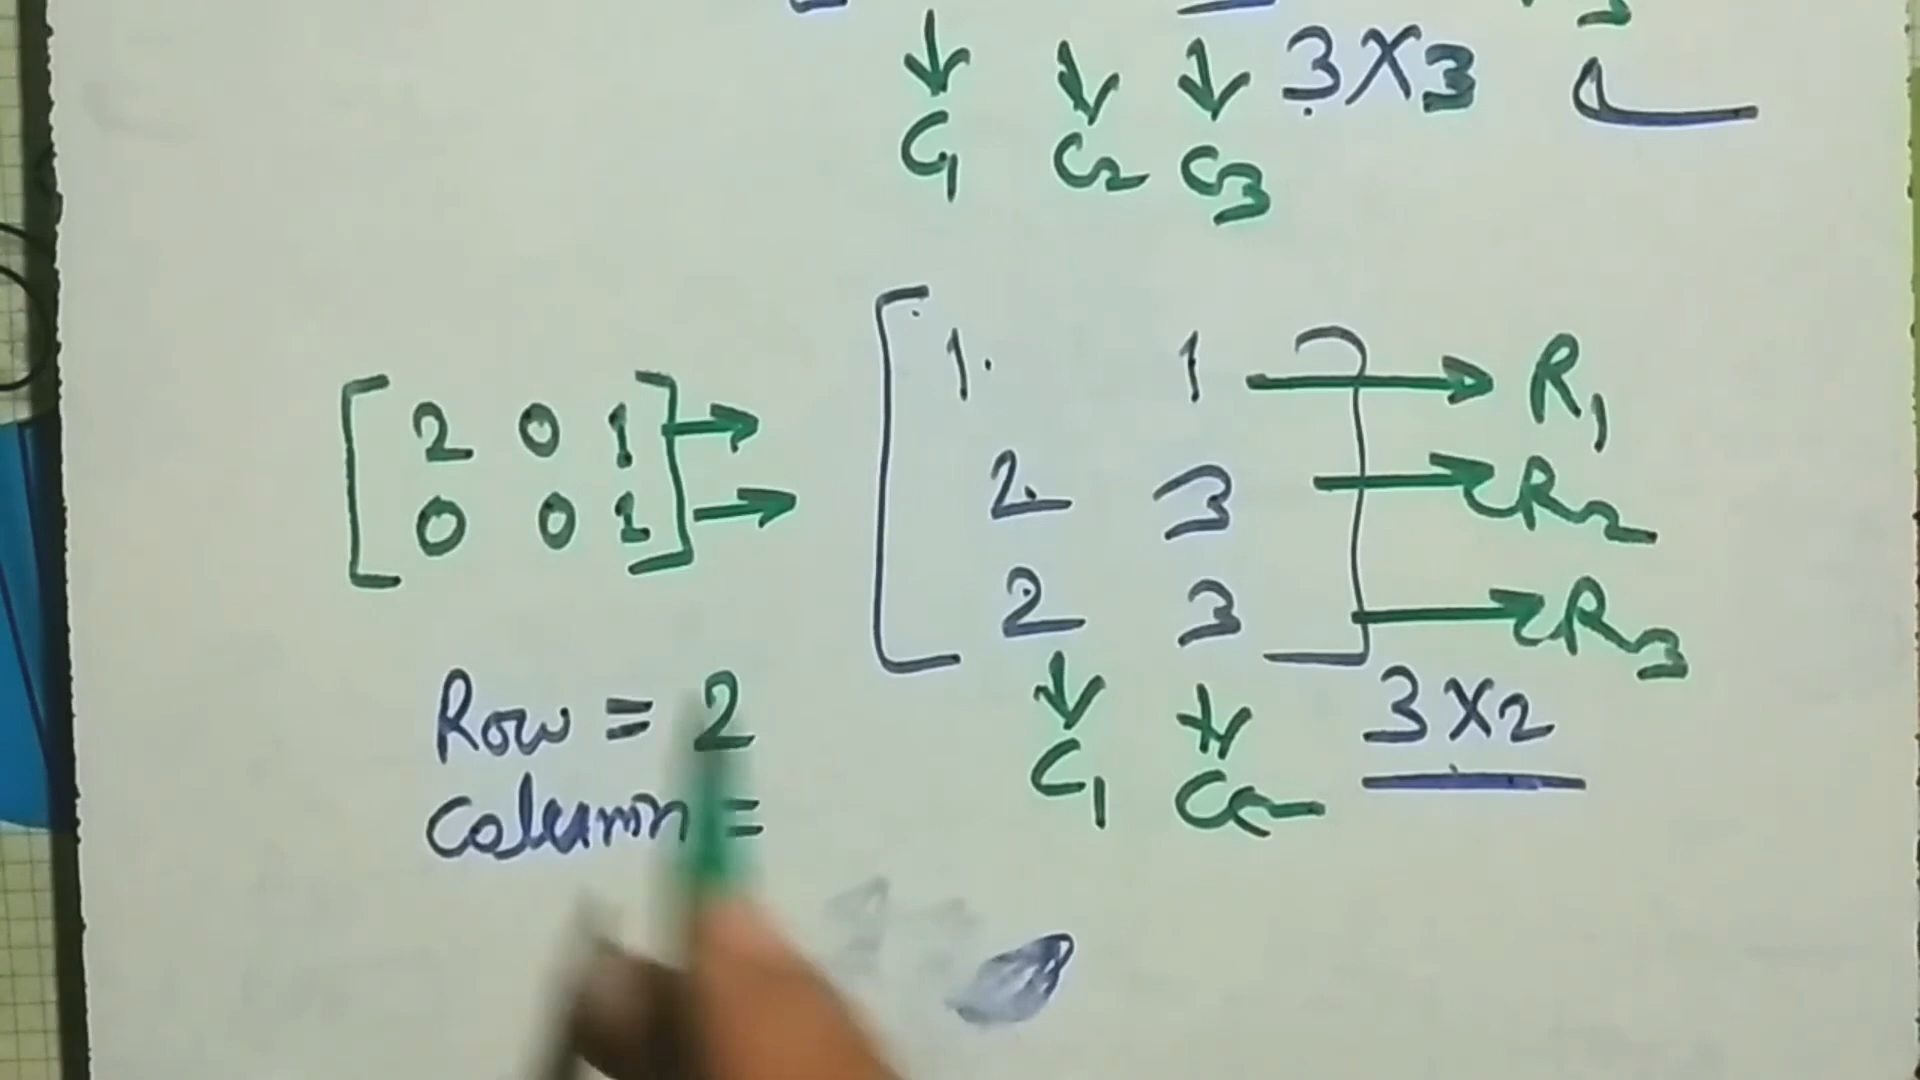 3X3
C1 C2 C3
1 1 R1
2 0 1
2 3 R2
0 0 1
2 3 R3
Row = 2
3X2
C1
Column =